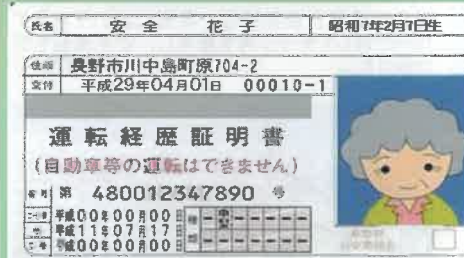 氏名 安全 花子 昭和7年2月7日生
住所 長野市川中島町原704-2
交付 平成29年04月01日 00010-1
運転経歴証明書
(自動車等の運転はできません)
番号 第 480012347890 号
平成00年00月00日
平成11年07月17日
平成00年00月00日